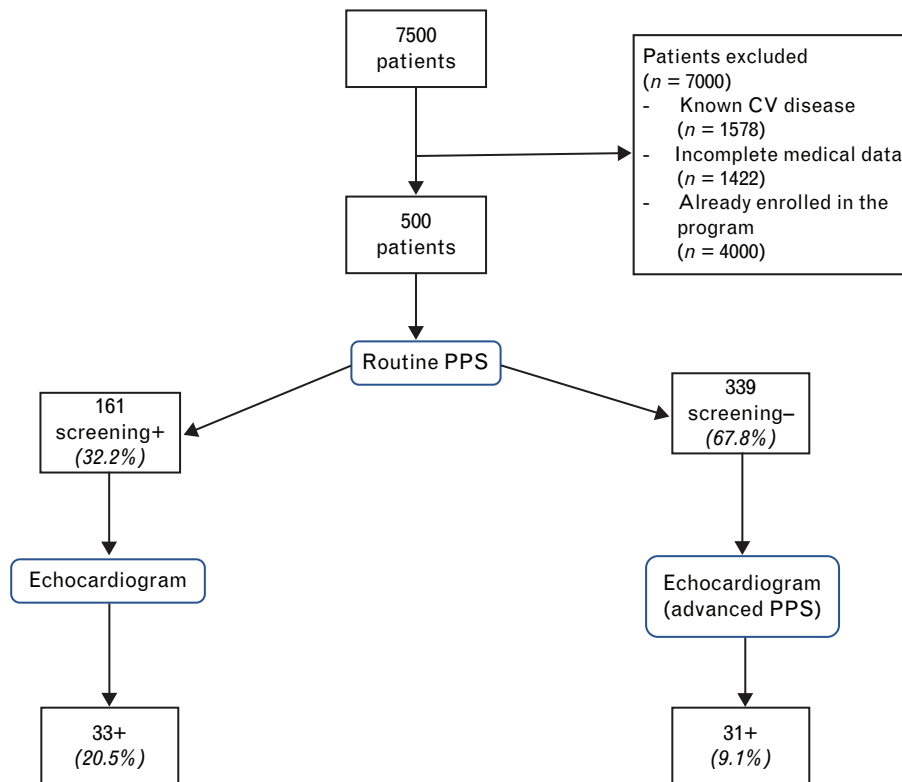 7500
patients
Patients excluded
(n = 7000)
- Known CV disease
(n = 1578)
- Incomplete medical data
(n = 1422)
- Already enrolled in the
program
(n = 4000)
500
patients
Routine PPS
161
screening+
(32.2%)
339
screening–
(67.8%)
Echocardiogram
Echocardiogram
(advanced PPS)
33+
(20.5%)
31+
(9.1%)